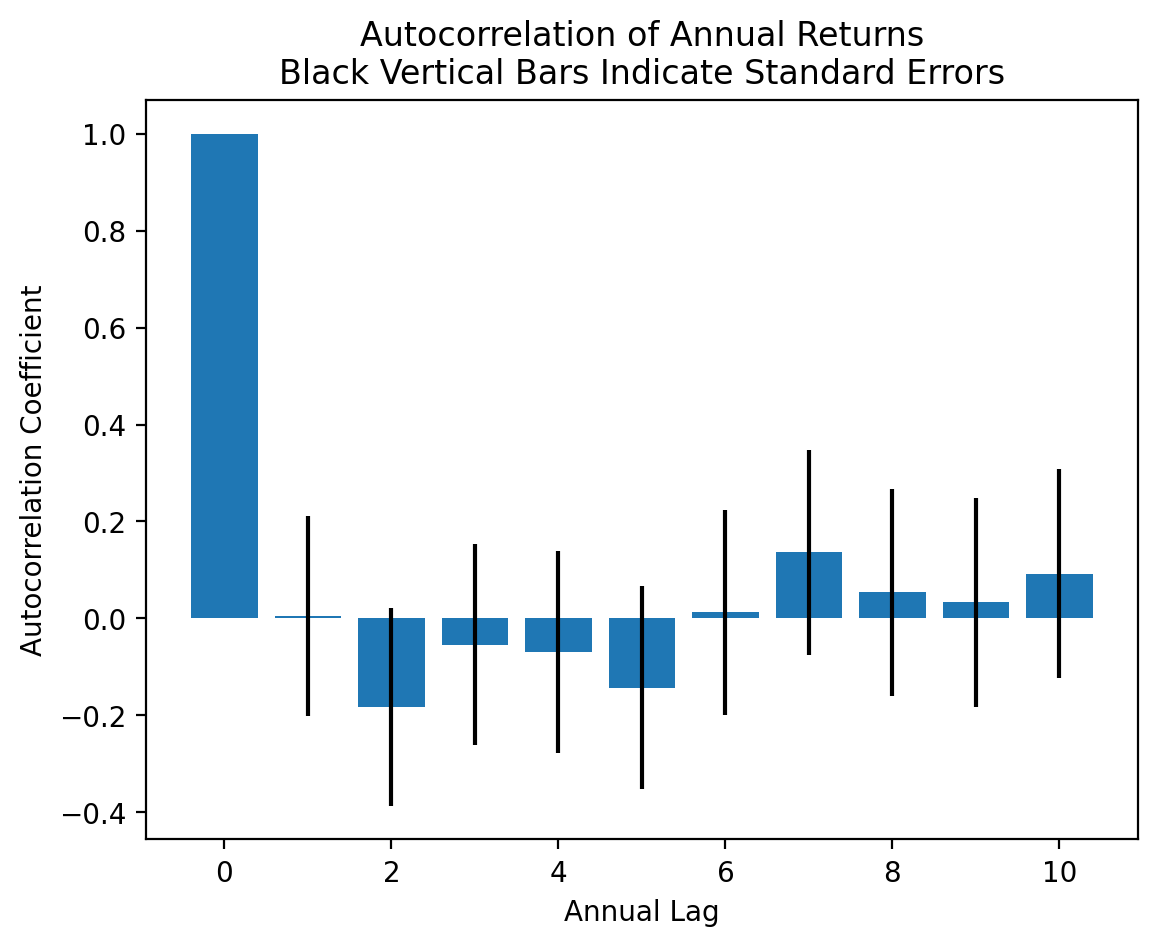 Autocorrelation of Annual Returns
Black Vertical Bars Indicate Standard Errors
Autocorrelation Coefficient
1.0
0.8
0.6
0.4
0.2
0.0
−0.2
−0.4
0 2 4 6 8 10
Annual Lag